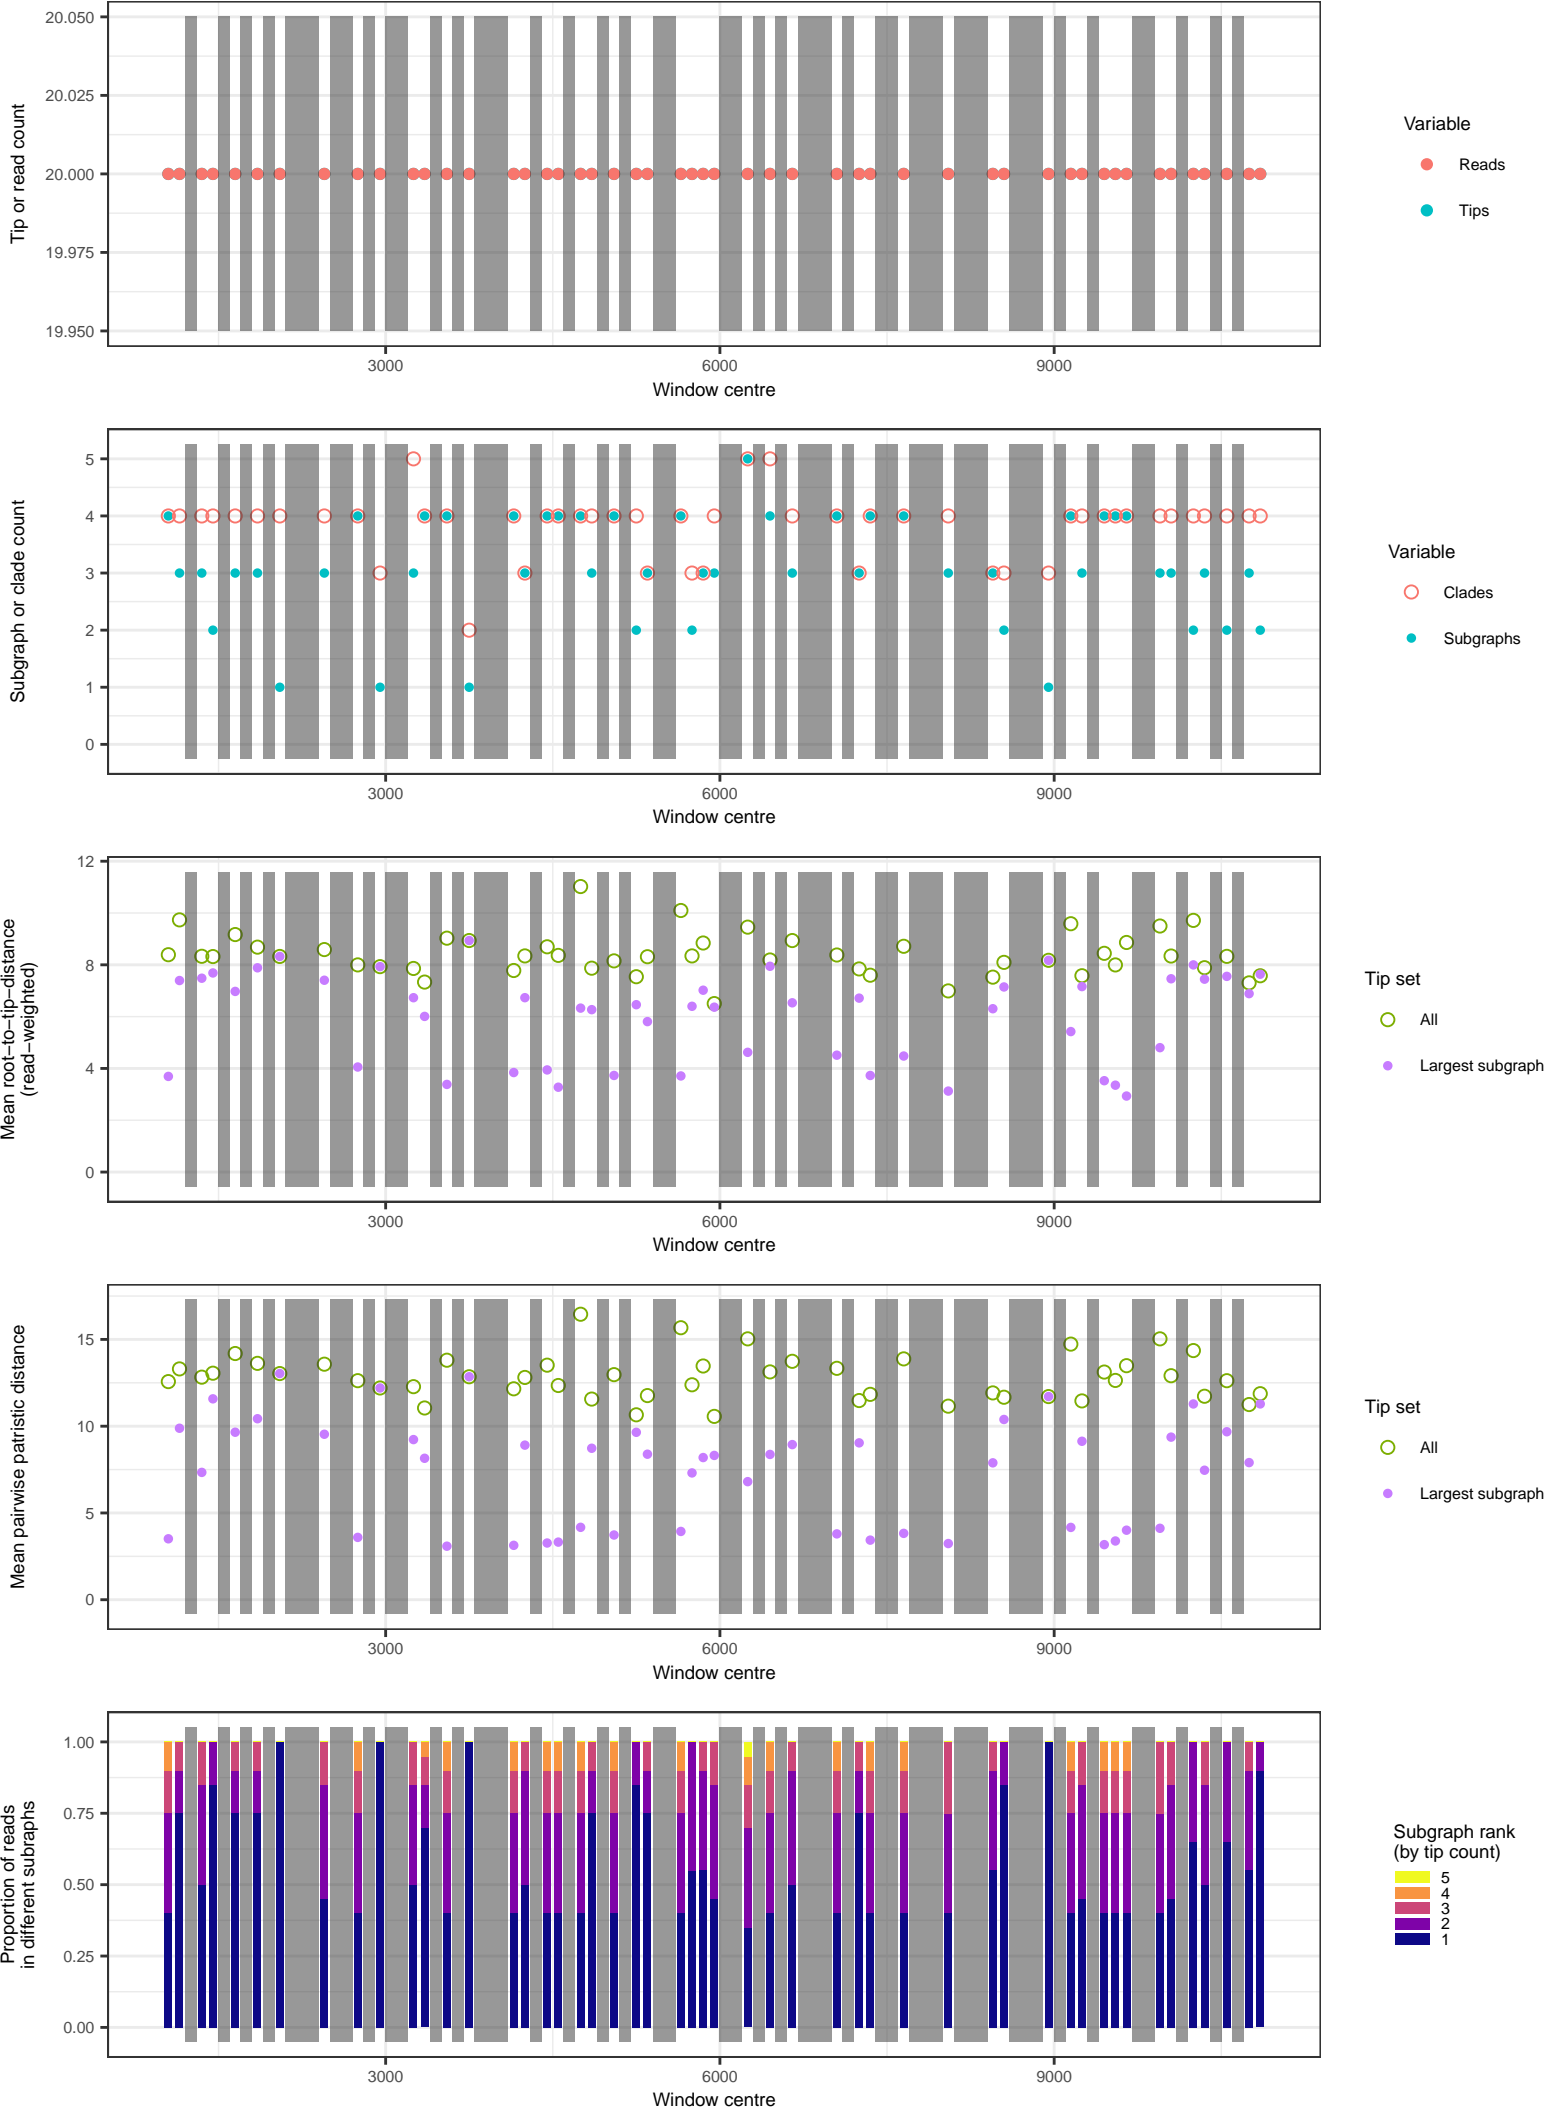 20.050
20.025
20.000
19.975
19.950
Tip or read count
3000 6000 9000
Window centre
Variable
Reads
Tips
5
4
3
2
1
0
Subgraph or clade count
3000 6000 9000
Window centre
Variable
Clades
Subgraphs
12
8
4
0
Mean root−to−tip−distance
(read−weighted)
3000 6000 9000
Window centre
Tip set
All
Largest subgraph
15
10
5
0
Mean pairwise patristic distance
3000 6000 9000
Window centre
Tip set
All
Largest subgraph
1.00
0.75
0.50
0.25
0.00
Proportion of reads
in different subraphs
3000 6000 9000
Window centre
Subgraph rank
(by tip count)
5
4
3
2
1